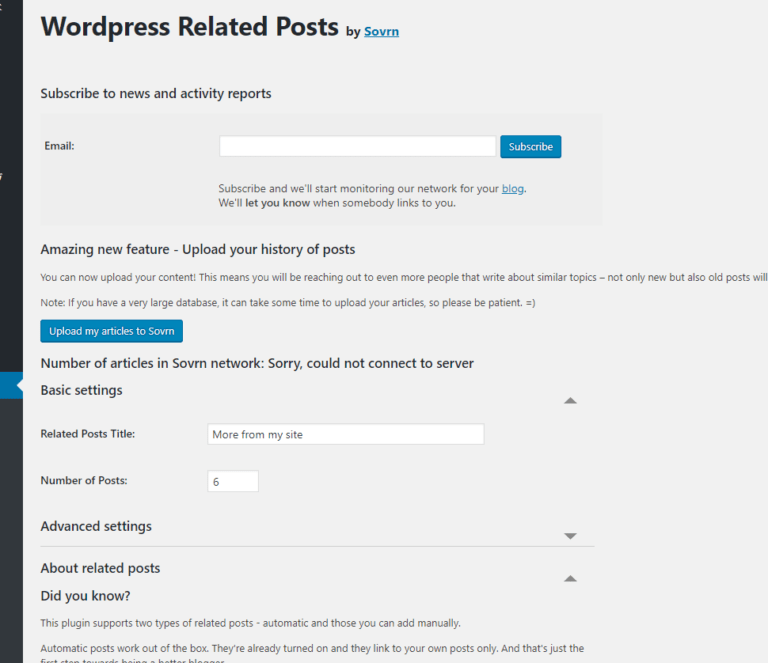 Wordpress Related Posts by Sovrn
Subscribe to news and activity reports
Email:
Subscribe
Subscribe and we'll start monitoring our network for your blog.
We'll let you know when somebody links to you.
Amazing new feature - Upload your history of posts
You can now upload your content! This means you will be reaching out to even more people that write about similar topics – not only new but also old posts will
Note: If you have a very large database, it can take some time to upload your articles, so please be patient. =)
Upload my articles to Sovrn
Number of articles in Sovrn network: Sorry, could not connect to server
Basic settings
Related Posts Title: More from my site
Number of Posts: 6
Advanced settings
About related posts
Did you know?
This plugin supports two types of related posts - automatic and those you can add manually.
Automatic posts work out of the box. They're already turned on and they link to your own posts only. And that's just the
first step towards being a better blogger.